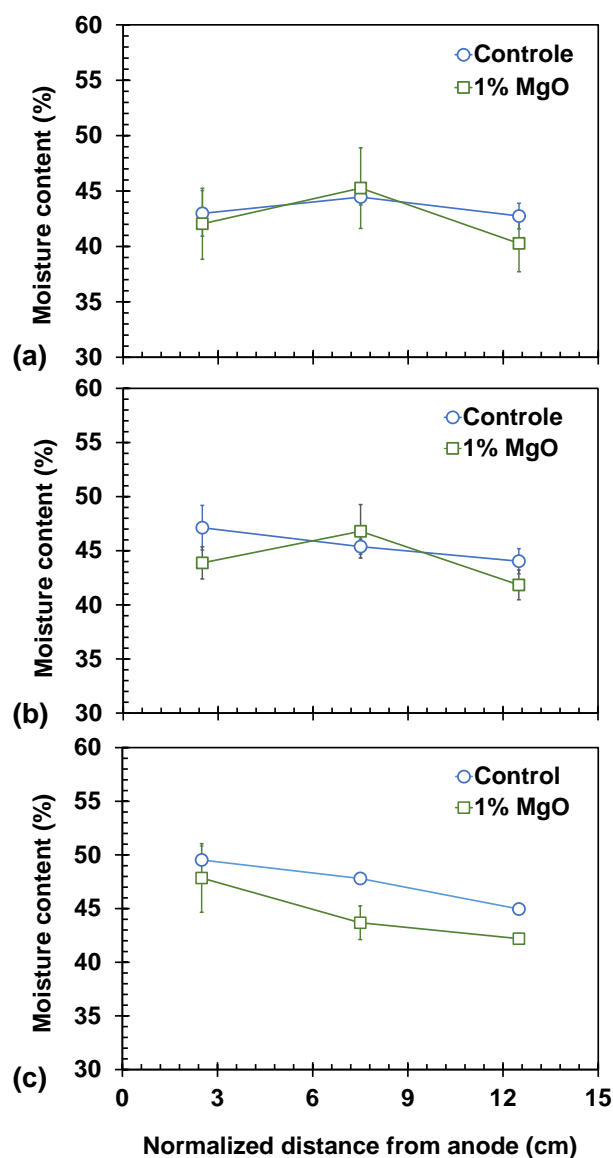 60
55
50
45
40
35
30
Moisture content (%)
Controle
1% MgO
(a)
60
55
50
45
40
35
30
Moisture content (%)
Controle
1% MgO
(b)
60
55
50
45
40
35
30
Moisture content (%)
Control
1% MgO
(c)
0 3 6 9 12 15
Normalized distance from anode (cm)